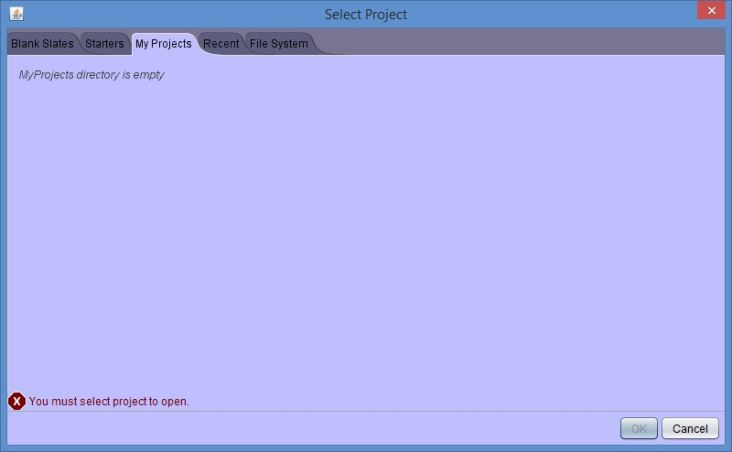 Select Project
Blank Slates Starters My Projects Recent File System
MyProjects directory is empty
X You must select project to open.
OK Cancel